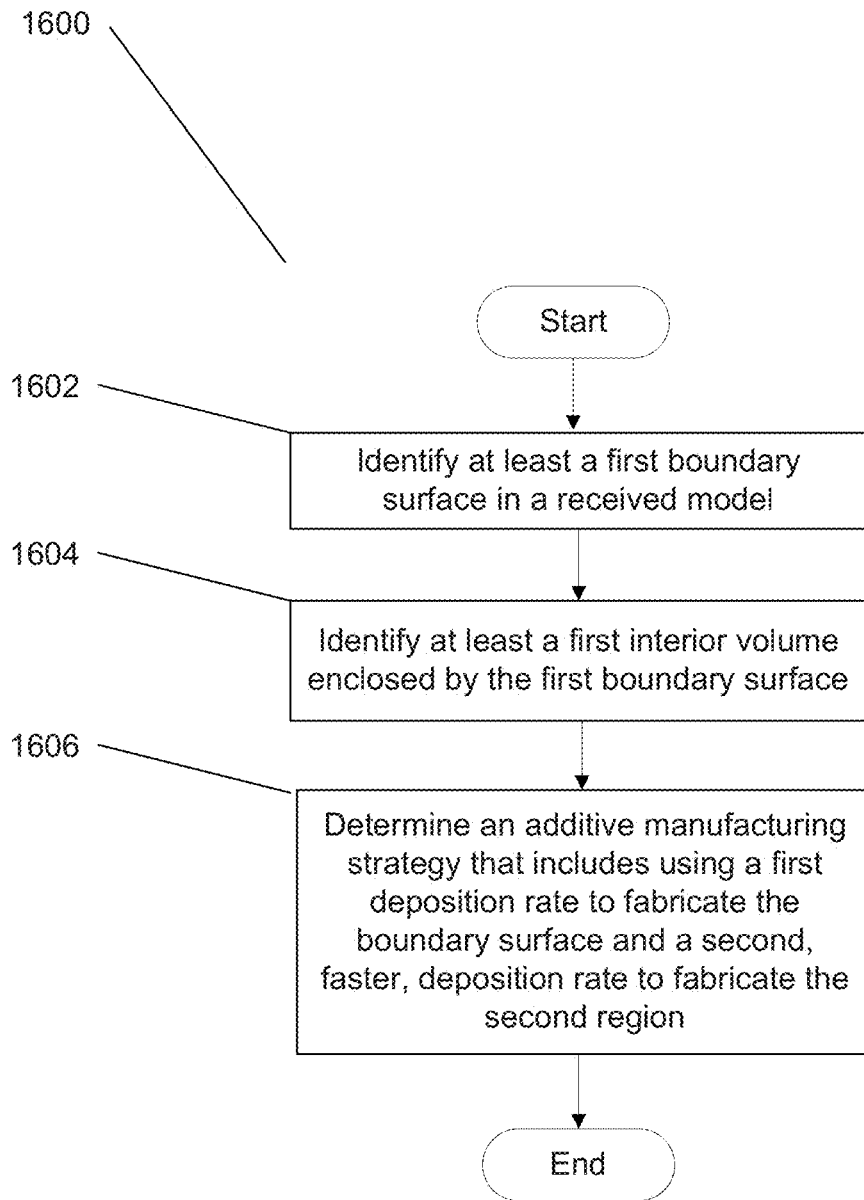 1600
Start
1602
Identify at least a first boundary
surface in a received model
1604
Identify at least a first interior volume
enclosed by the first boundary surface
1606
Determine an additive manufacturing
strategy that includes using a first
deposition rate to fabricate the
boundary surface and a second,
faster, deposition rate to fabricate the
second region
End